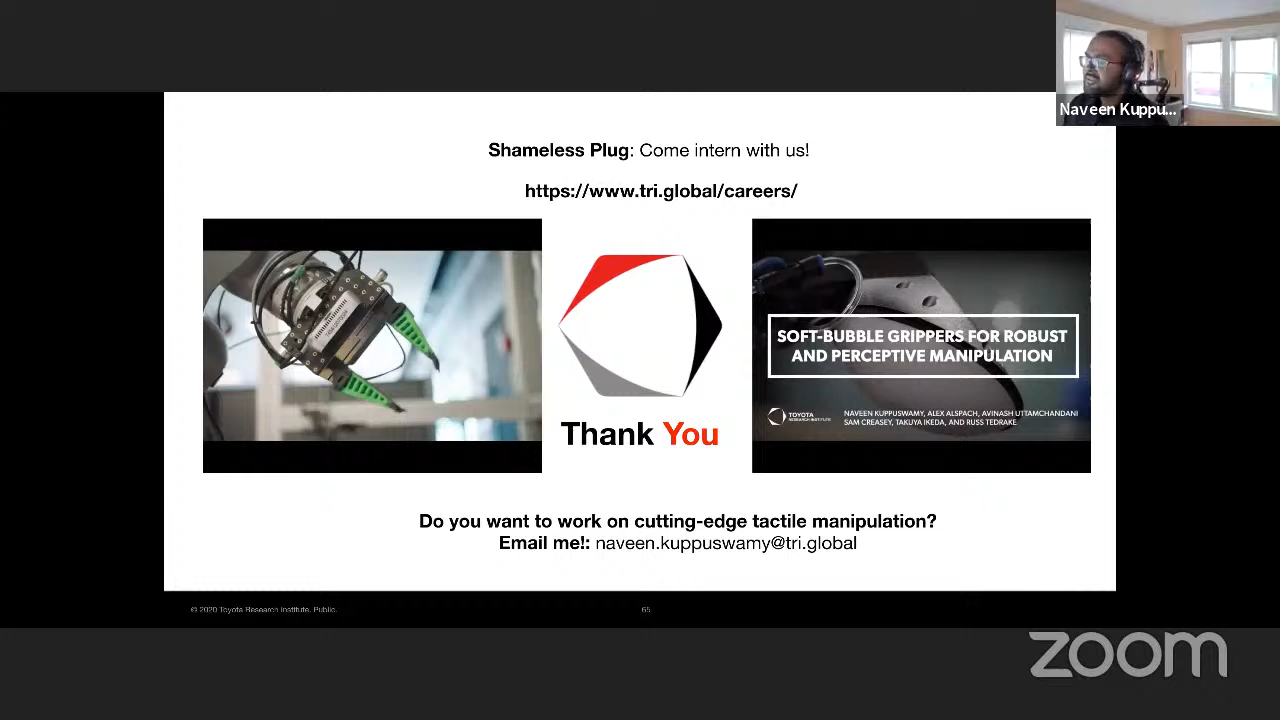 Naveen Kuppu...
Shameless Plug: Come intern with us!
https://www.tri.global/careers/
SOFT-BUBBLE GRIPPERS FOR ROBUST
AND PERCEPTIVE MANIPULATION
TOYOTA
RESEARCH INSTITUTE
NAVEEN KUPPUSWAMY, ALEX ALSPACH, AVINASH UTTAMCHANDANI
SAM CREASEY, TAKUYA IKEDA, AND RUSS TEDRAKE
Thank You
Do you want to work on cutting-edge tactile manipulation?
Email me!: naveen.kuppuswamy@tri.global
© 2020 Toyota Research Institute. Public.
65
zoom